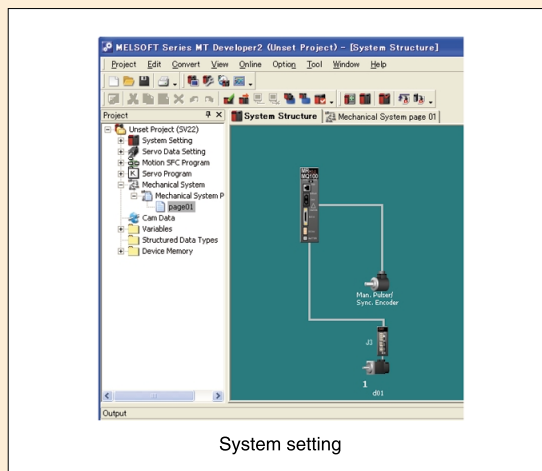 MELSOFT Series MT Developer2 (Unset Project) - [System Structure]
Project Edit Convert View Online Option Tool Window Help
Project
System Structure
Mechanical System page 01
Unset Project (SV22)
System Setting
Servo Data Setting
Motion SFC Program
Servo Program
Mechanical System
Mechanical System P
page01
Cam Data
Variables
Structured Data Types
Device Memory
MQ100
Man. Pulser/
Sync. Encoder
J3
1
d01
Output
System setting